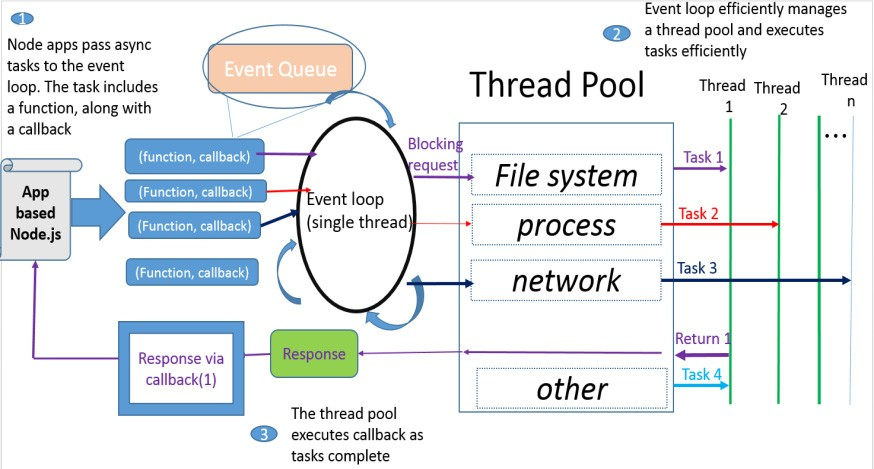 1
Node apps pass async
tasks to the event
loop. The task includes
a function, along with
a callback
Event Queue
Event loop efficiently manages
a thread pool and executes
tasks efficiently
2
Thread Pool
Thread
1
Thread
2
Thread
n
...
(function, callback)
(Function, callback)
(Function, callback)
(Function, callback)
App
based
Node.js
Event loop
(single thread)
Blocking
request
File system
process
network
other
Task 1
Task 2
Task 3
Return 1
Task 4
Response
Response via
callback(1)
3
The thread pool
executes callback as
tasks complete